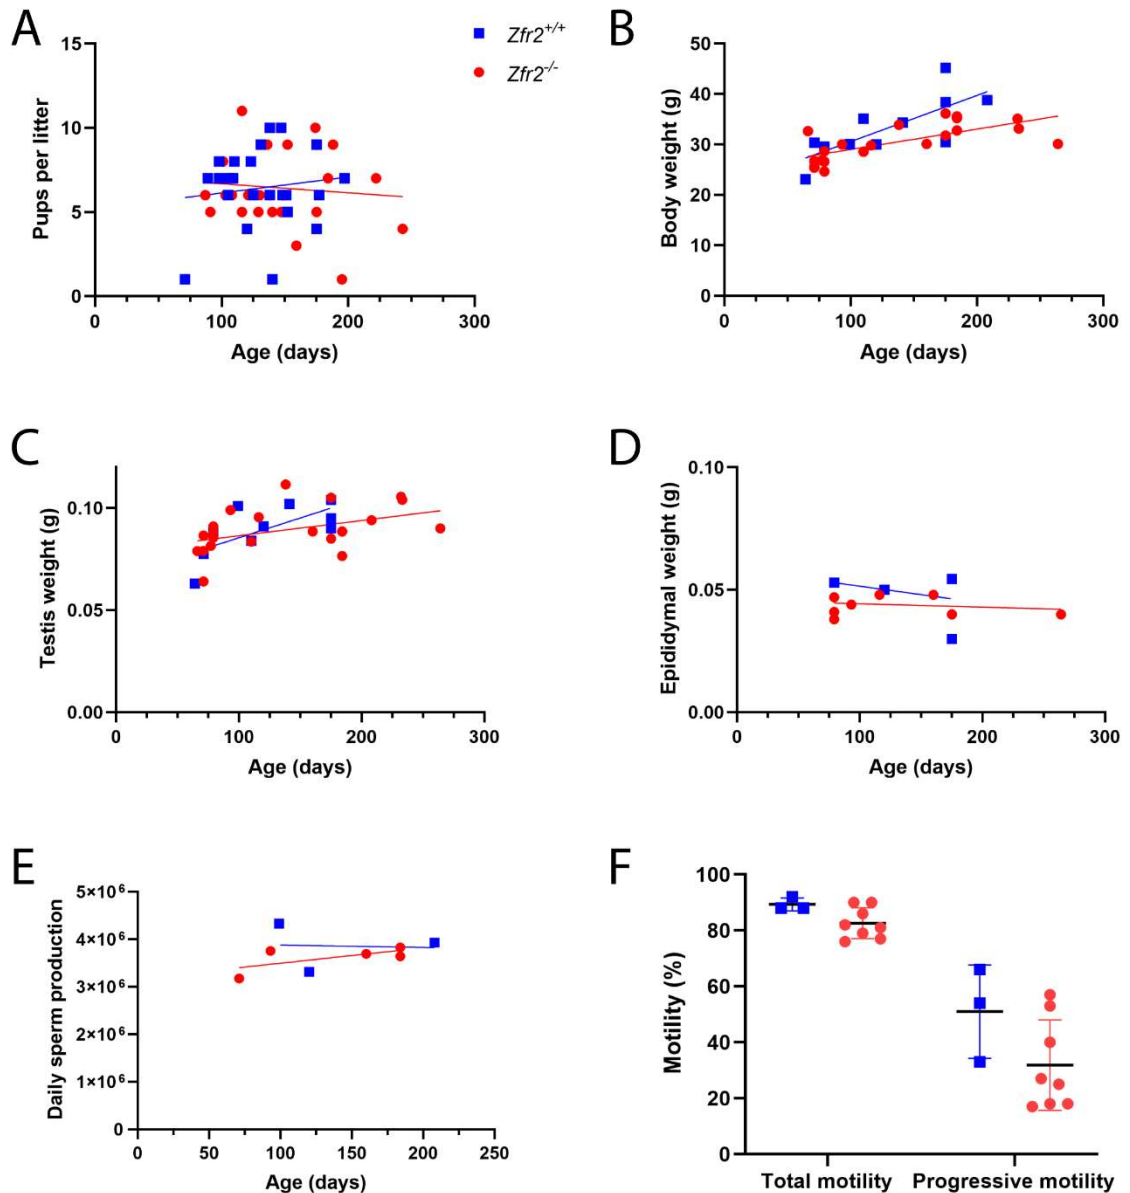 A
Zfr2+/+
Zfr2-/-
15
10
5
0
Pups per litter
0 100 200 300
Age (days)
B
50
40
30
20
10
0
Body weight (g)
0 100 200 300
Age (days)
C
0.10
0.05
0.00
Testis weight (g)
0 100 200 300
Age (days)
D
0.10
0.05
0.00
Epididymal weight (g)
0 100 200 300
Age (days)
E
5×10⁶
4×10⁶
3×10⁶
2×10⁶
1×10⁶
0
Daily sperm production
0 50 100 150 200 250
Age (days)
F
100
80
60
40
20
0
Motility (%)
Total motility Progressive motility